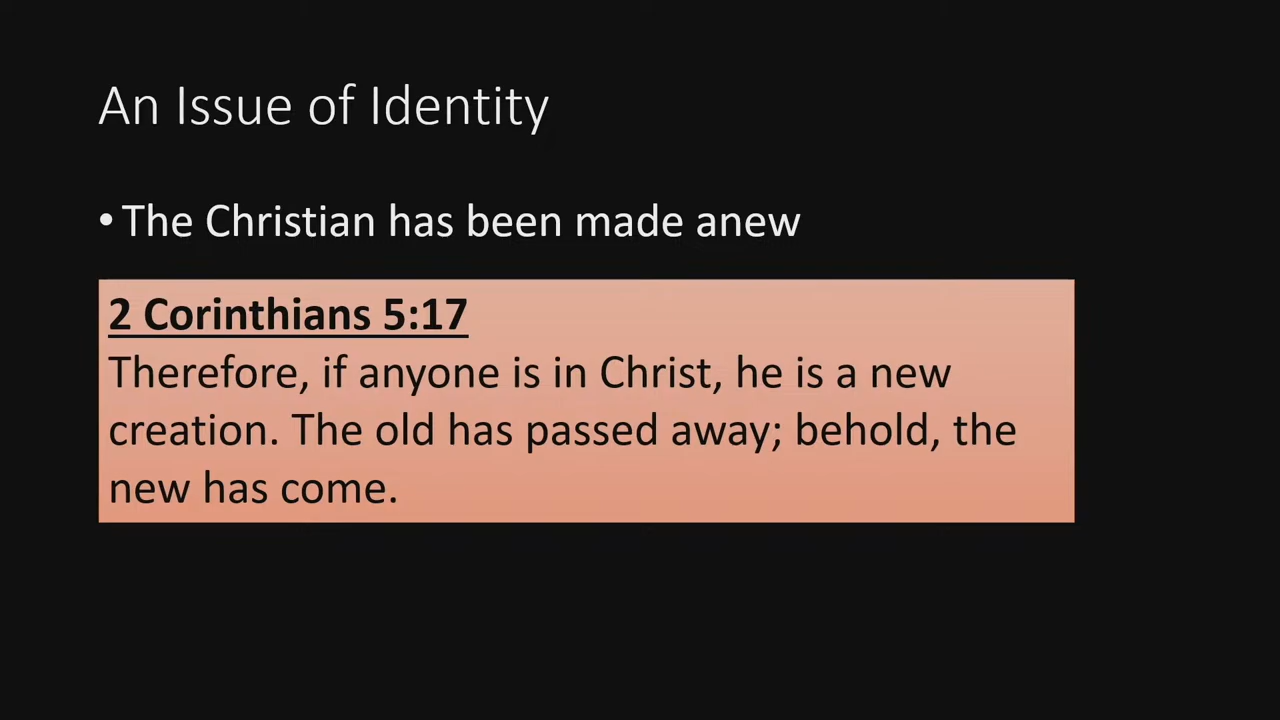 An Issue of Identity
• The Christian has been made anew
2 Corinthians 5:17
Therefore, if anyone is in Christ, he is a new
creation. The old has passed away; behold, the
new has come.